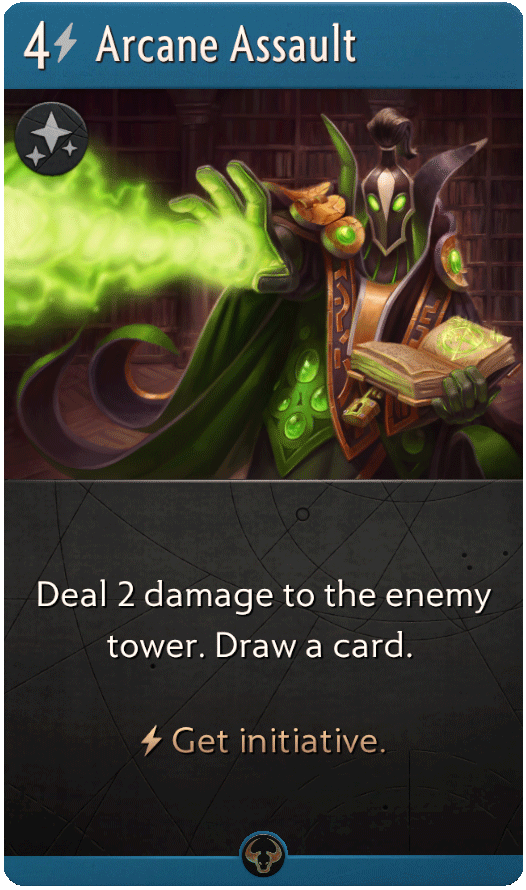 4 Arcane Assault
Deal 2 damage to the enemy
tower. Draw a card.
Get initiative.